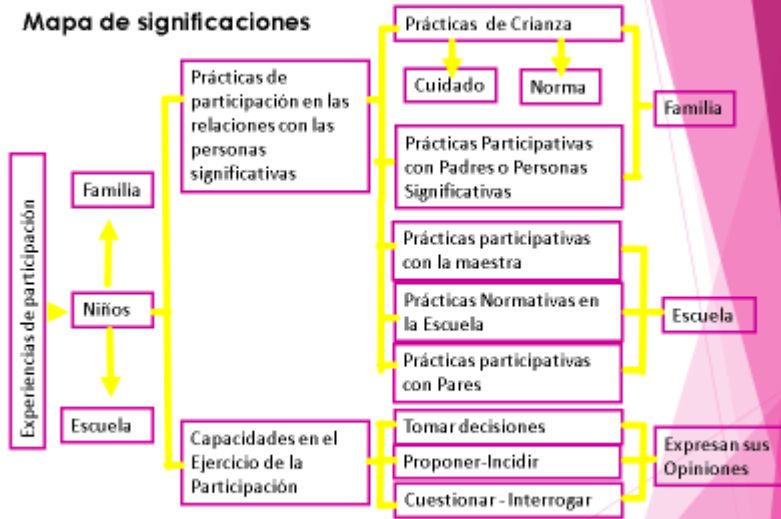 Mapa de significaciones
Experiencias de participación
Familia
Niños
Escuela
Prácticas de
participación en las
relaciones con las
personas
significativas
Capacidades en el
Ejercicio de la
Participación
Prácticas de Crianza
Cuidado
Norma
Prácticas Participativas
con Padres o Personas
Significativas
Prácticas participativas
con la maestra
Prácticas Normativas en
la Escuela
Prácticas participativas
con Pares
Tomar decisiones
Proponer-Incidir
Cuestionar - Interrogar
Familia
Escuela
Expresan sus
Opiniones